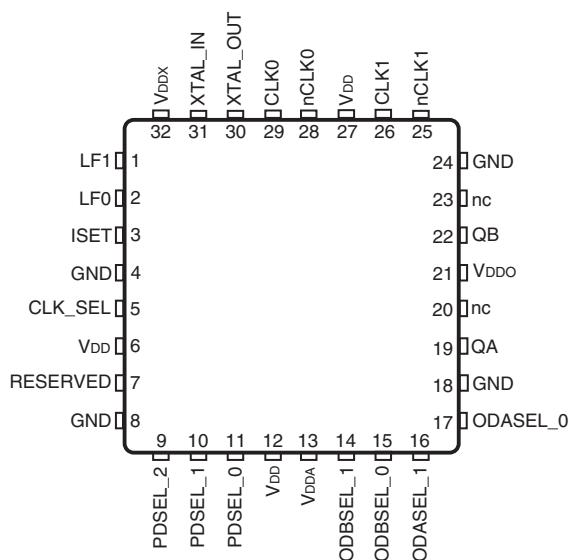 VDDX
XTAL_IN
XTAL_OUT
CLK0
nCLK0
VDD
CLK1
nCLK1
32 31 30 29 28 27 26 25
LF1 1
LF0 2
ISET 3
GND 4
CLK_SEL 5
VDD 6
RESERVED 7
GND 8
24 GND
23 nc
22 QB
21 VDDO
20 nc
19 QA
18 GND
17 ODASEL_0
9 10 11 12 13 14 15 16
PDSEL_2
PDSEL_1
PDSEL_0
VDD
VDDA
ODBSEL_1
ODBSEL_0
ODASEL_1